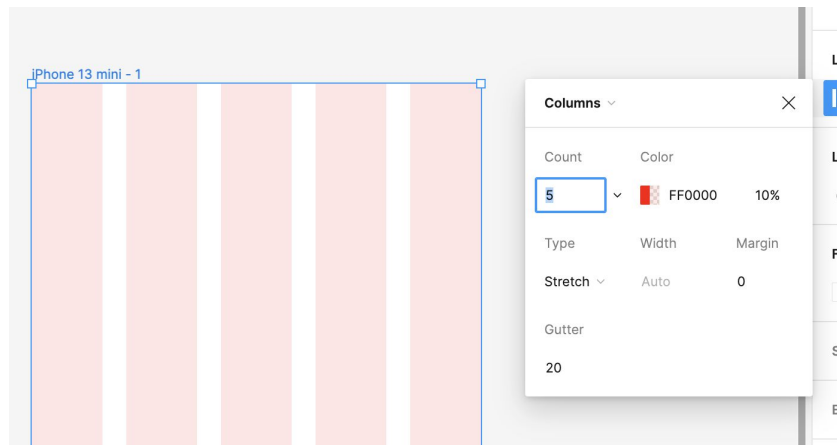 iPhone 13 mini - 1
Columns
Count Color
5 FF0000 10%
Type Width Margin
Stretch Auto 0
Gutter
20